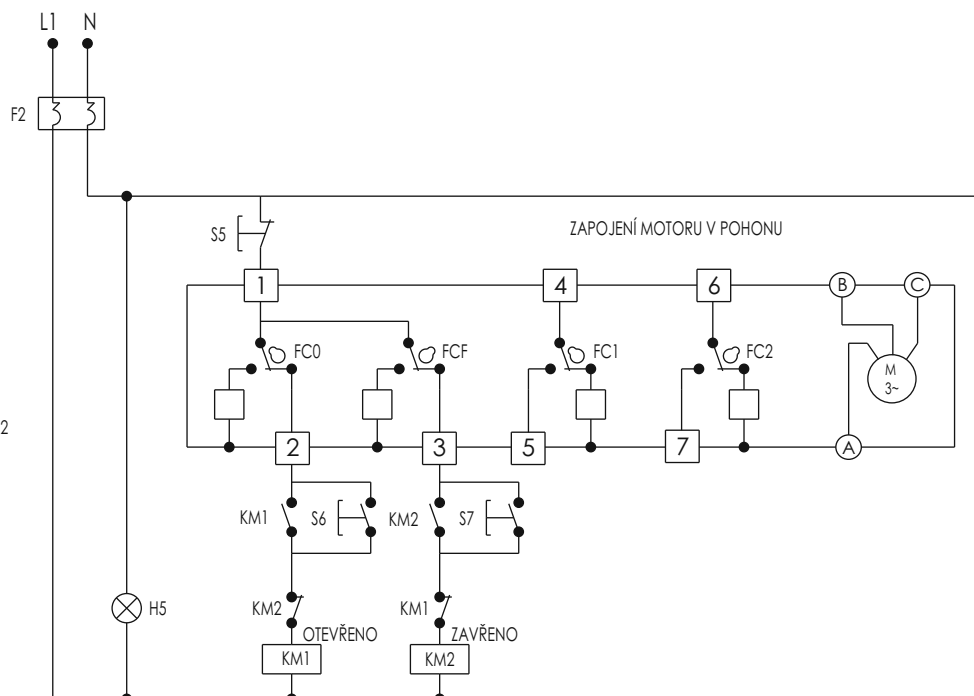 L1 N
F2
S5
ZAPOJENÍ MOTORU V POHONU
1 4 6 B C
FC0 FCF FC1 FC2
M
3~
2
2 3 5 7 A
KM1 S6 KM2 S7
KM2 KM1
H5
OTEVŘENO ZAVŘENO
KM1 KM2